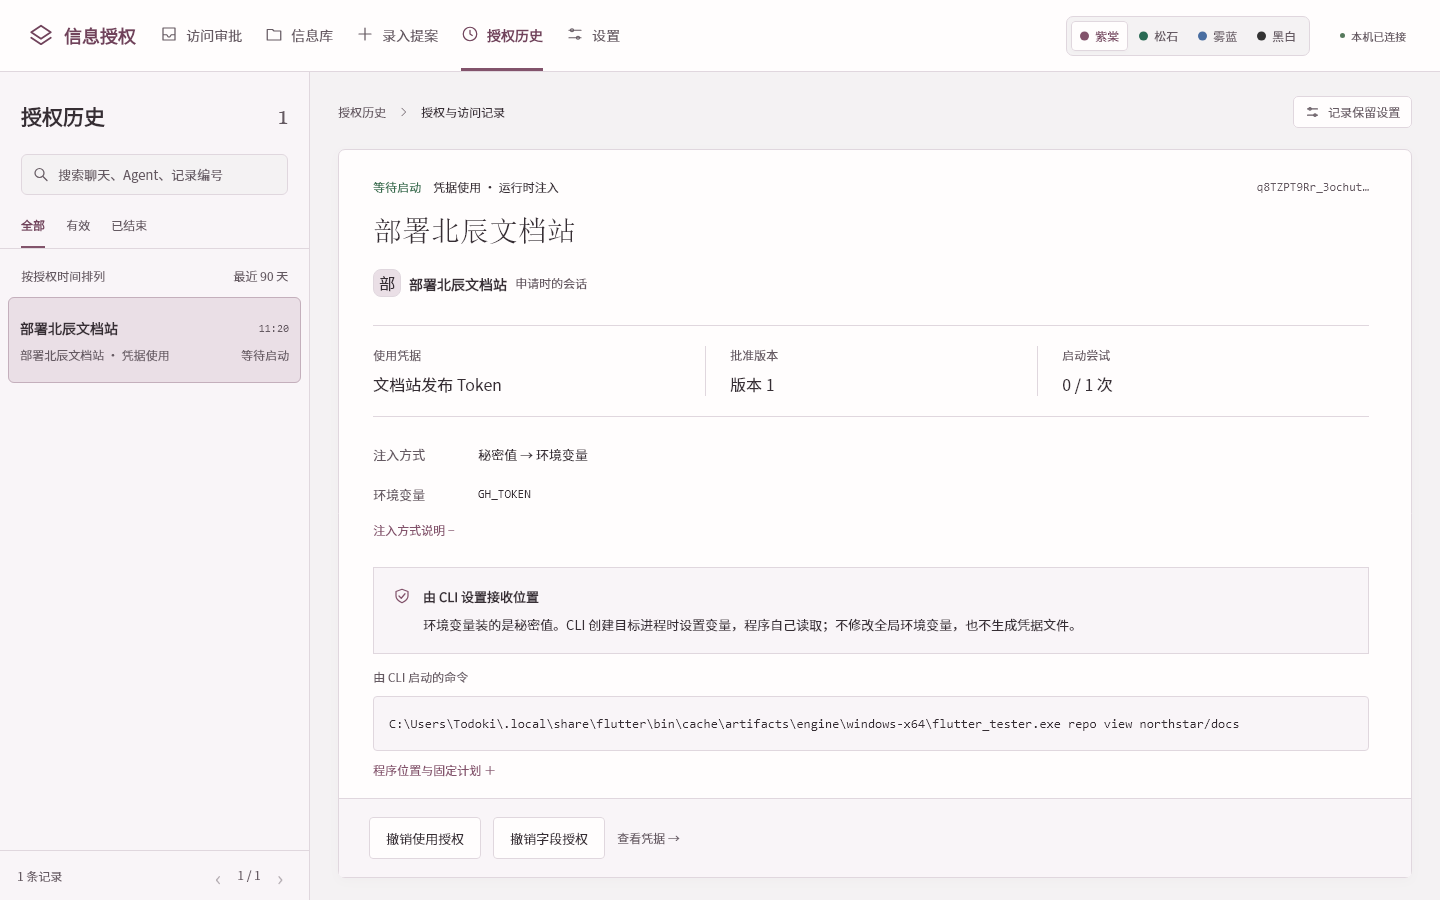 信息授权
访问审批
信息库
录入提案
授权历史
设置
紫棠
松石
雾蓝
黑白
本机已连接
授权历史
1
搜索聊天、Agent、记录编号
全部
有效
已结束
按授权时间排列
最近 90 天
部署北辰文档站
11:20
部署北辰文档站 · 凭据使用
等待启动
1 条记录
‹ 1 / 1 ›
授权历史 > 授权与访问记录
记录保留设置
等待启动 凭据使用 · 运行时注入
q8TZPT9Rr_3ochut…
部署北辰文档站
部 部署北辰文档站 申请时的会话
使用凭据
文档站发布 Token
批准版本
版本 1
启动尝试
0 / 1 次
注入方式 秘密值 → 环境变量
环境变量 GH_TOKEN
注入方式说明 −
由 CLI 设置接收位置
环境变量装的是秘密值。CLI 创建目标进程时设置变量，程序自己读取；不修改全局环境变量，也不生成凭据文件。
由 CLI 启动的命令
C:\Users\Todoki\.local\share\flutter\bin\cache\artifacts\engine\windows-x64\flutter_tester.exe repo view northstar/docs
程序位置与固定计划 +
撤销使用授权
撤销字段授权
查看凭据 →